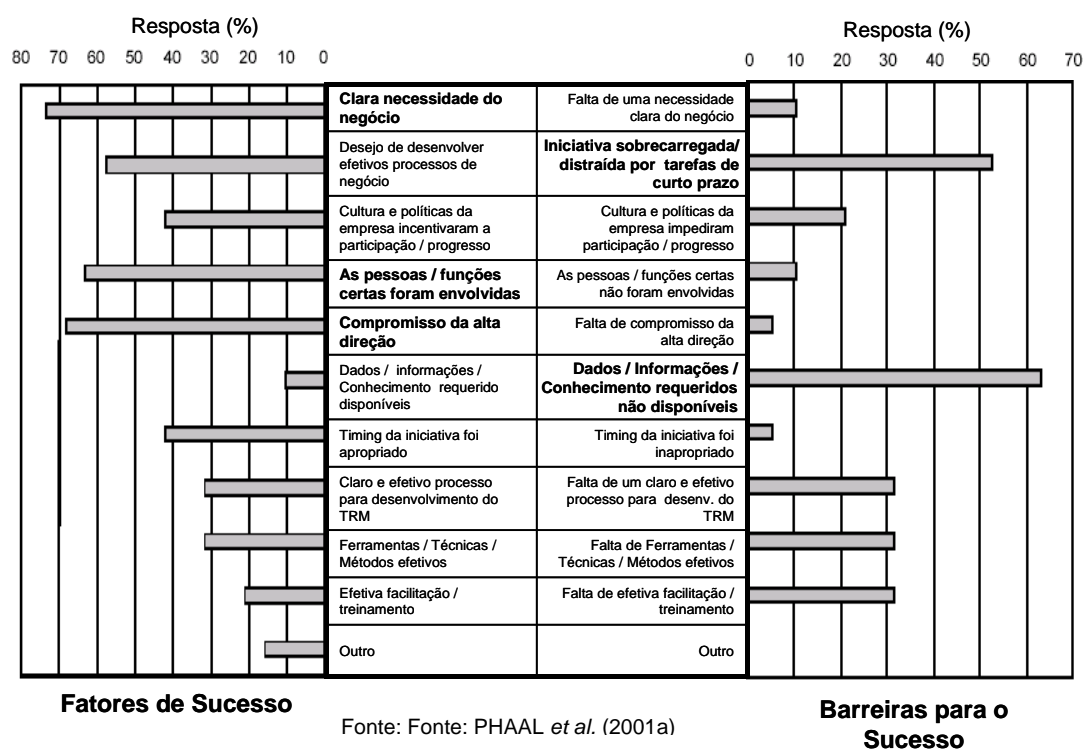 Resposta (%)
80 70 60 50 40 30 20 10 0
Resposta (%)
0 10 20 30 40 50 60 70
Clara necessidade do
negócio
Falta de uma necessidade
clara do negócio
Desejo de desenvolver
efetivos processos de
negócio
Iniciativa sobrecarregada/
distraída por tarefas de
curto prazo
Cultura e políticas da
empresa incentivaram a
participação / progresso
Cultura e políticas da
empresa impediram
participação / progresso
As pessoas / funções
certas foram envolvidas
As pessoas / funções certas
não foram envolvidas
Compromisso da alta
direção
Falta de compromisso da
alta direção
Dados / informações /
Conhecimento requerido
disponíveis
Dados / Informações /
Conhecimento requeridos
não disponíveis
Timing da iniciativa foi
apropriado
Timing da iniciativa foi
inapropriado
Claro e efetivo processo
para desenvolvimento do
TRM
Falta de um claro e efetivo
processo para desenv. do
TRM
Ferramentas / Técnicas /
Métodos efetivos
Falta de Ferramentas /
Técnicas / Métodos efetivos
Efetiva facilitação /
treinamento
Falta de efetiva facilitação /
treinamento
Outro
Outro
Fatores de Sucesso
Fonte: Fonte: PHAAL et al. (2001a)
Barreiras para o
Sucesso